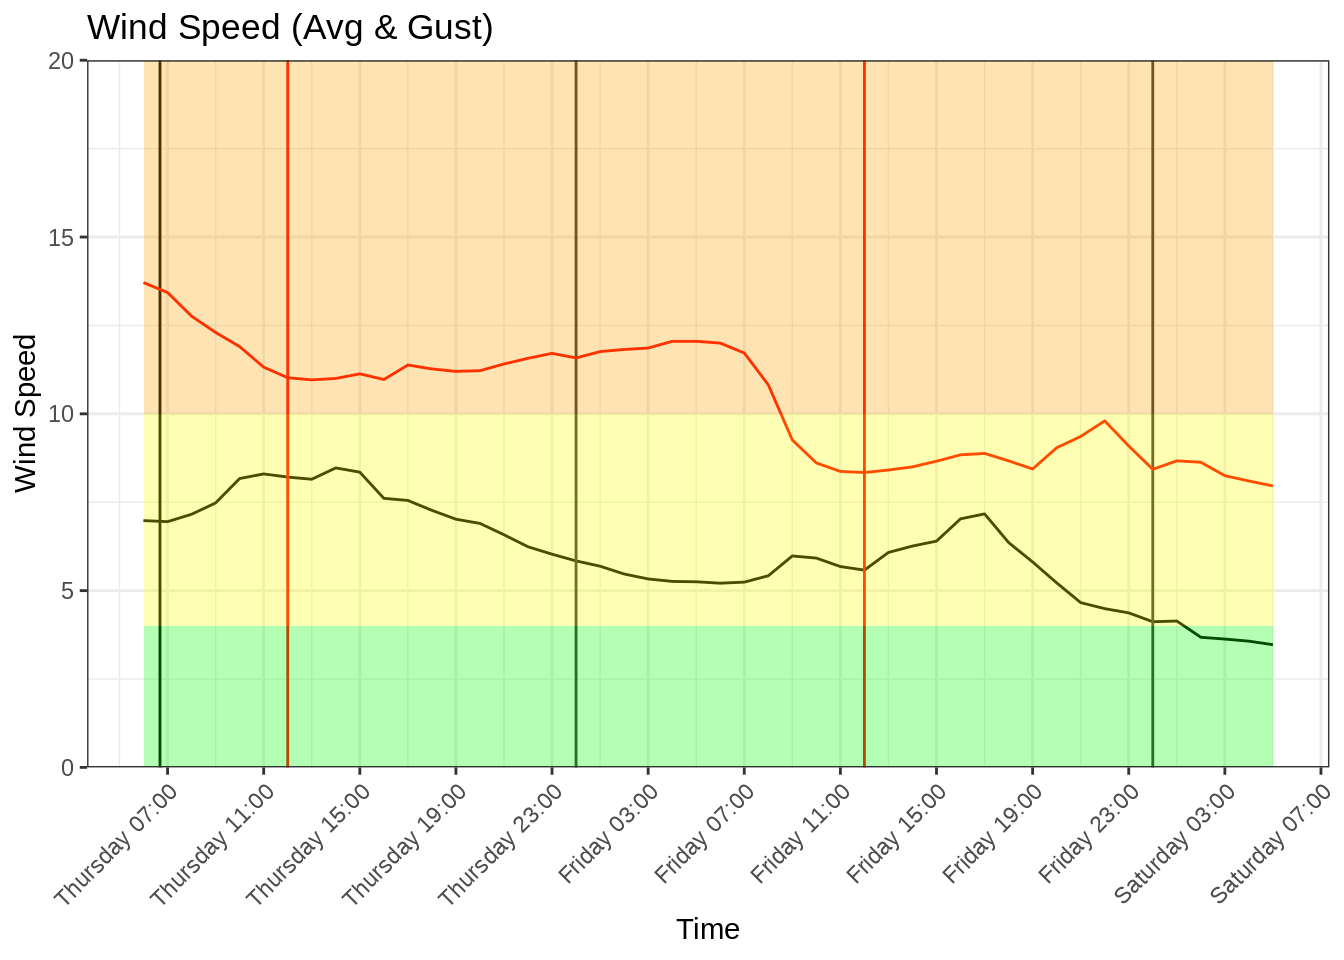 Wind Speed (Avg & Gust)
20
15
10
5
0
Wind Speed
Thursday 07:00
Thursday 11:00
Thursday 15:00
Thursday 19:00
Thursday 23:00
Friday 03:00
Friday 07:00
Friday 11:00
Friday 15:00
Friday 19:00
Friday 23:00
Saturday 03:00
Saturday 07:00
Time